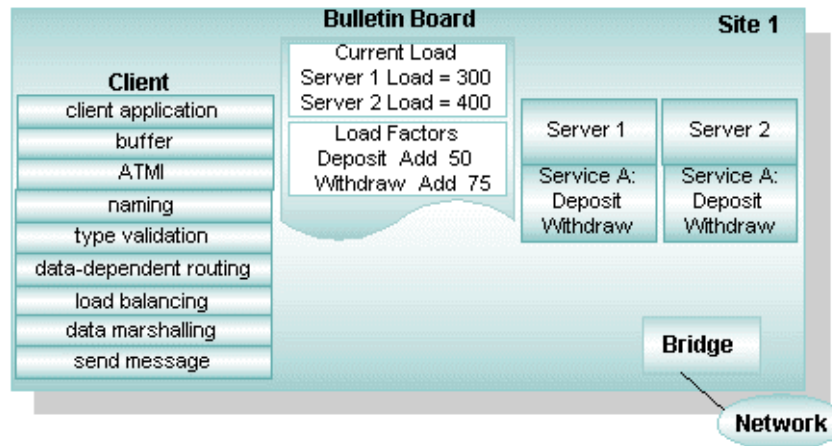 Bulletin Board
Site 1
Client
client application
buffer
ATMI
naming
type validation
data-dependent routing
load balancing
data marshalling
send message
Current Load
Server 1 Load = 300
Server 2 Load = 400
Load Factors
Deposit Add 50
Withdraw Add 75
Server 1
Service A:
Deposit
Withdraw
Server 2
Service A:
Deposit
Withdraw
Bridge
Network